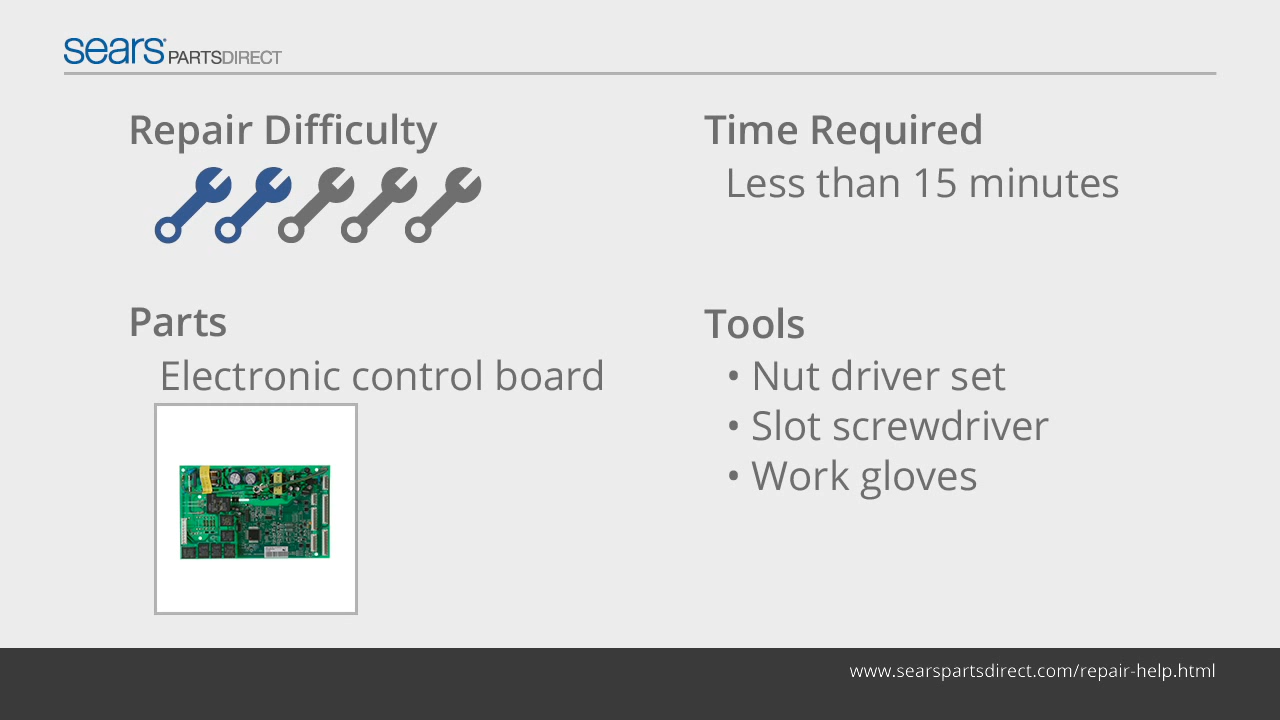 sears PARTSDIRECT
Repair Difficulty
Time Required
Less than 15 minutes
Parts
Electronic control board
Tools
• Nut driver set
• Slot screwdriver
• Work gloves
www.searspartsdirect.com/repair-help.html